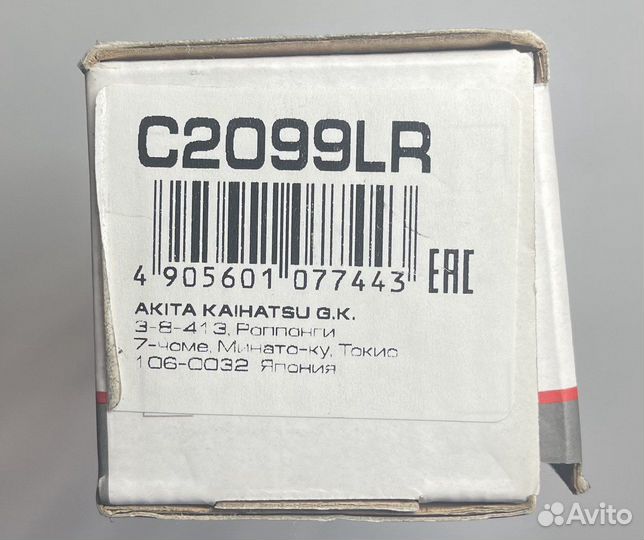 C2099LR
4 905601 077443 EAC
AKITA KAIHATSU G.K.
3-8-413, Роппонги
7-чоме, Минато-ку, Токио
106-0032 Япония
Avito